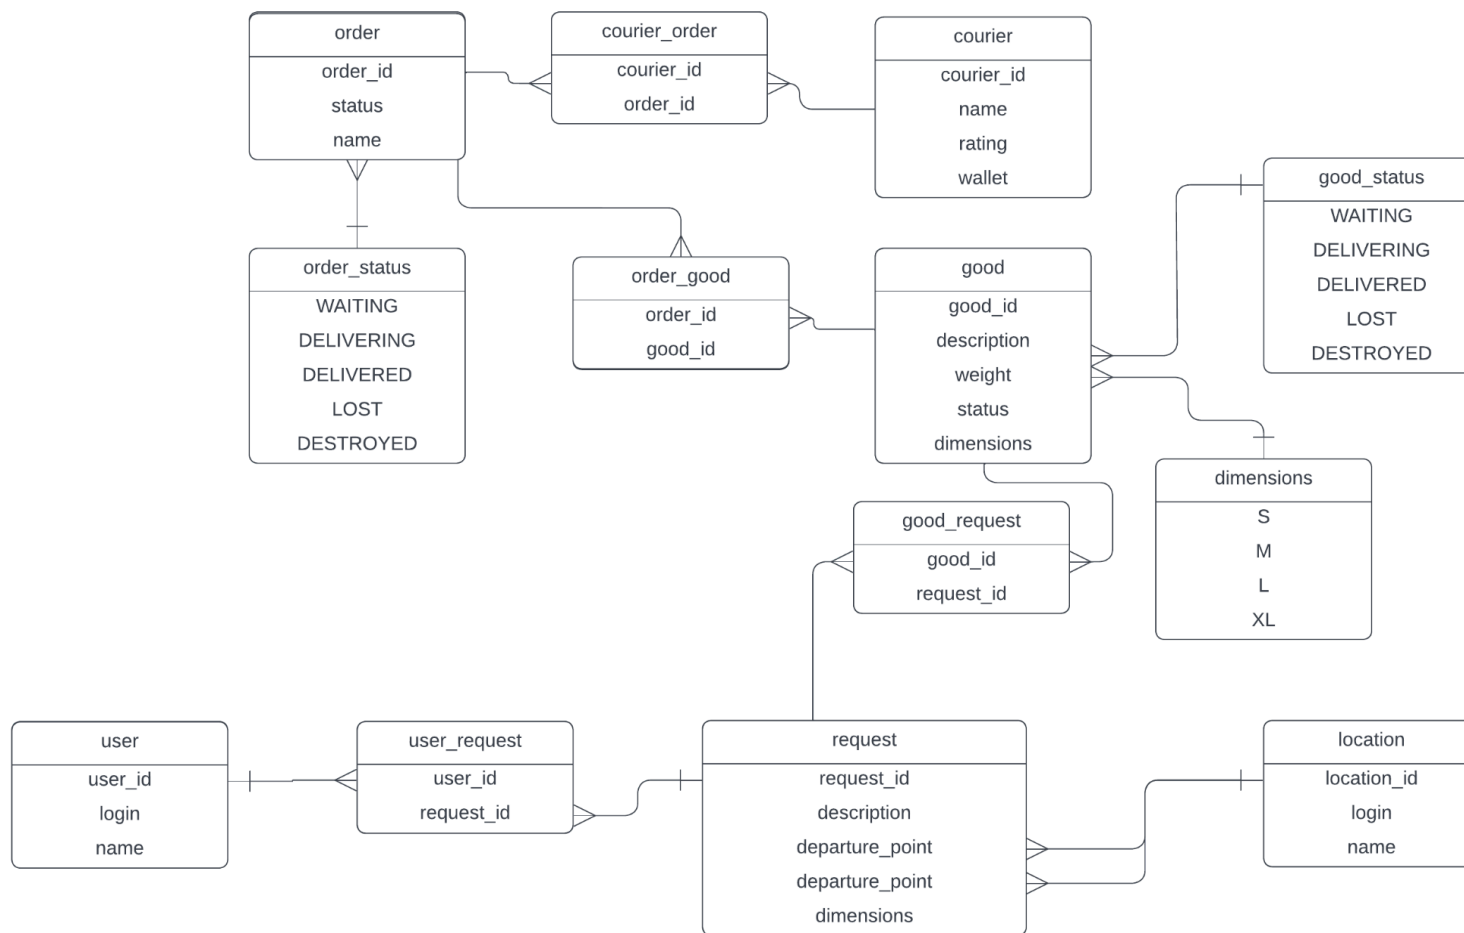 order
order_id
status
name
courier_order
courier_id
order_id
courier
courier_id
name
rating
wallet
good_status
WAITING
DELIVERING
DELIVERED
LOST
DESTROYED
order_status
WAITING
DELIVERING
DELIVERED
LOST
DESTROYED
order_good
order_id
good_id
good
good_id
description
weight
status
dimensions
dimensions
S
M
L
XL
good_request
good_id
request_id
user
user_id
login
name
user_request
user_id
request_id
request
request_id
description
departure_point
departure_point
dimensions
location
location_id
login
name